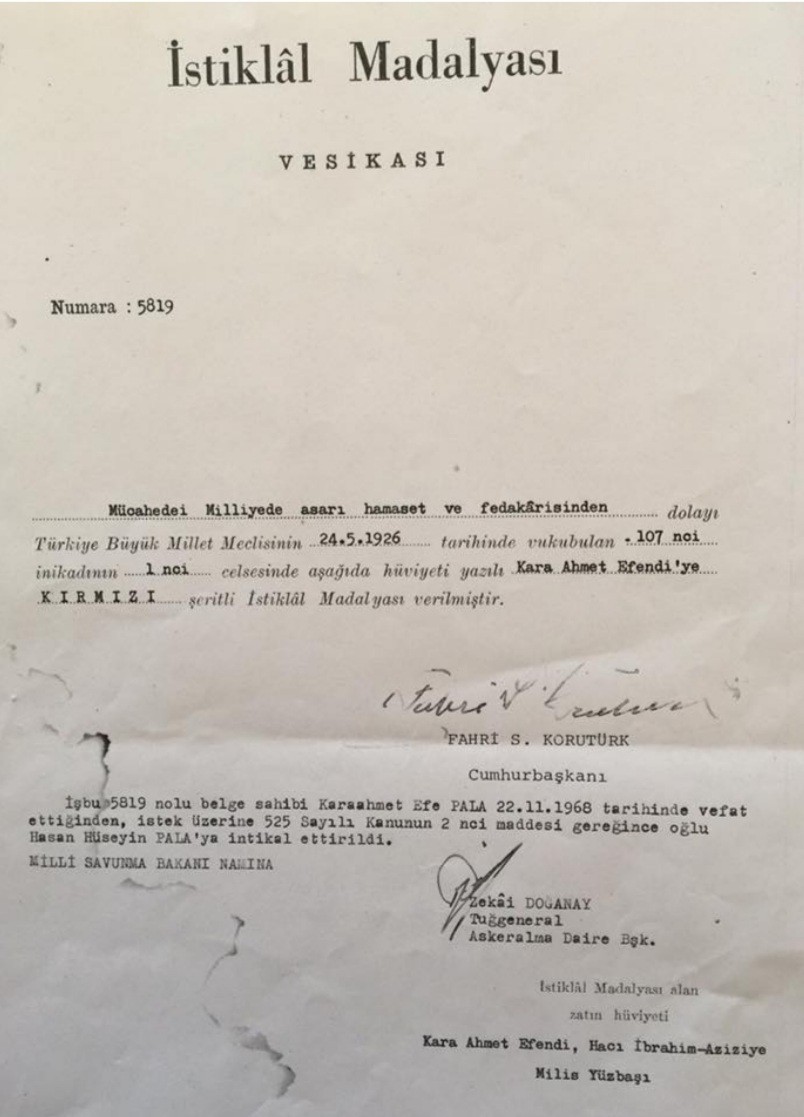 İstiklâl Madalyası
VESİKASI
Numara : 5819
Mücahedei Milliyede asarı hamaset ve fedakârisinden dolayı
Türkiye Büyük Millet Meclisinin 24.5.1926 tarihinde vukubulan 107 nci
inikadının 1 nci celsesinde aşağıda hüviyeti yazılı Kara Ahmet Efendi'ye
KIRMIZI şeritli İstiklâl Madalyası verilmiştir.
FAHRİ S. KORUTÜRK
Cumhurbaşkanı
İşbu 5819 nolu belge sahibi Karaahmet Efe PALA 22.11.1968 tarihinde vefat
ettiğinden, istek üzerine 525 Sayılı Kanunun 2 nci maddesi gereğince oğlu
Hasan Hüseyin PALA'ya intikal ettirildi.
MİLLİ SAVUNMA BAKANI NAMINA
Zekâi DOĞANAY
Tuğgeneral
Askeralma Daire Bşk.
İstiklâl Madalyası alan
zatın hüviyeti
Kara Ahmet Efendi, Hacı İbrahim-Aziziye
Milis Yüzbaşı